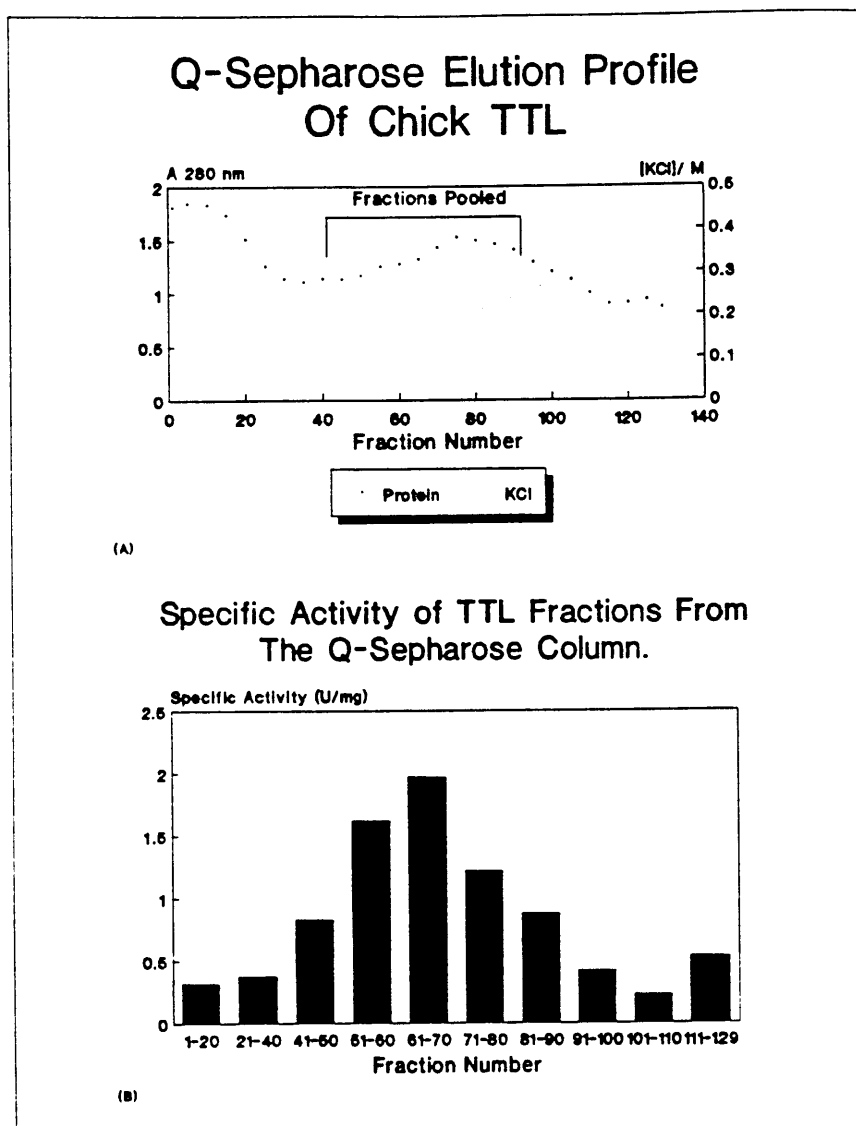 Q-Sepharose Elution Profile
Of Chick TTL
A 280 nm
[KCl]/ M
Fractions Pooled
2
1.5
1
0.5
0
0.5
0.4
0.3
0.2
0.1
0
0 20 40 60 80 100 120 140
Fraction Number
Protein KCl
(A)
Specific Activity of TTL Fractions From
The Q-Sepharose Column.
Specific Activity (U/mg)
2.5
2
1.5
1
0.5
0
1-20 21-40 41-50 51-60 61-70 71-80 81-90 91-100 101-110 111-129
Fraction Number
(B)